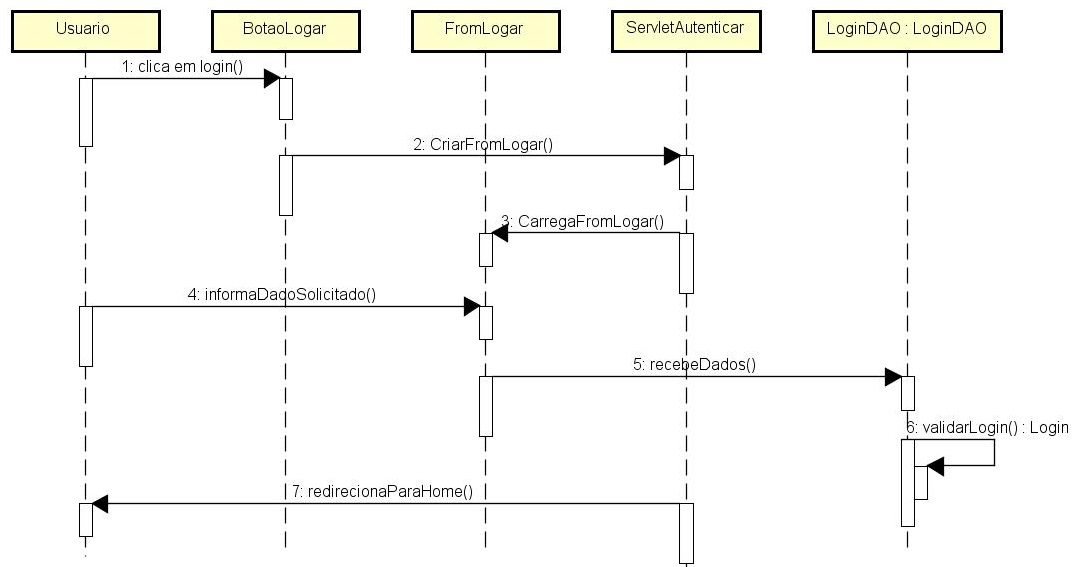 Usuario
BotaoLogar
FromLogar
ServletAutenticar
LoginDAO : LoginDAO
1: clica em login()
2: CriarFromLogar()
3: CarregaFromLogar()
4: informaDadoSolicitado()
5: recebeDados()
6: validarLogin() : Login
7: redirecionaParaHome()